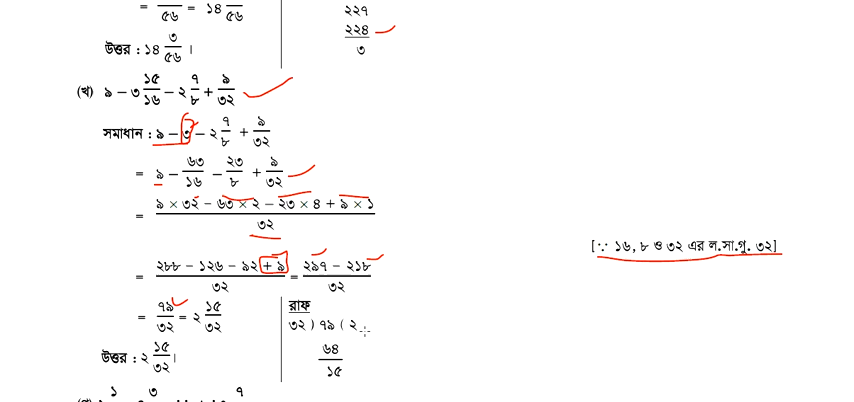 = /৫৬ = ১৪ /৫৬
২২৭
২২৪
৩
উত্তর : ১৪ ৩/৫৬ ।
(খ) ৯ − ৩ ১৫/১৬ − ২ ৭/৮ + ৯/৩২
সমাধান : ৯ − ৩ − ২ ৭/৮ + ৯/৩২
= ৯ − ৬৩/১৬ − ২৩/৮ + ৯/৩২
= ৯ × ৩২ − ৬৩ × ২ − ২৩ × ৪ + ৯ × ১/৩২
[∵ ১৬, ৮ ও ৩২ এর ল.সা.গু. ৩২]
= ২৮৮ − ১২৬ − ৯২ + ৯/৩২ = ২৯৭ − ২১৮/৩২
= ৭৯/৩২ = ২ ১৫/৩২
রাফ
৩২ ) ৭৯ ( ২
৬৪
১৫
উত্তর : ২ ১৫/৩২ ।